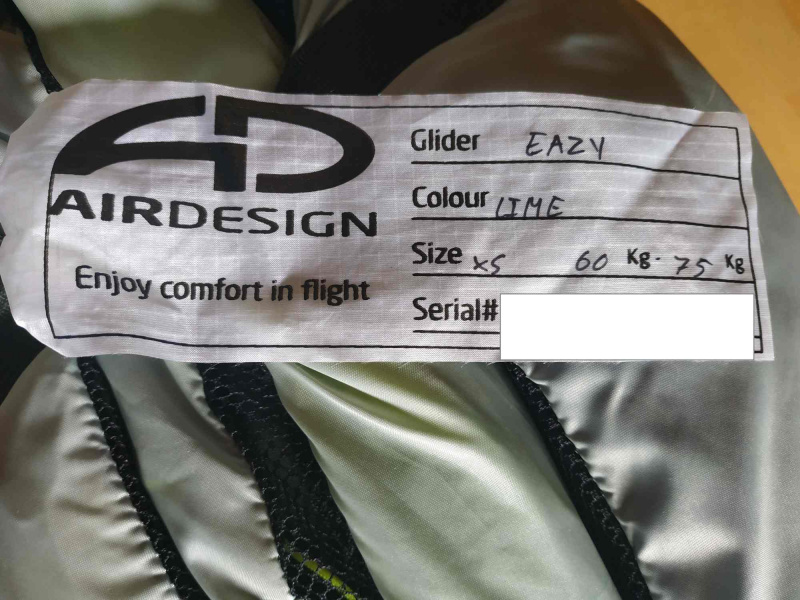 AD
AIRDESIGN
Enjoy comfort in flight
Glider EAZY
Colour LIME
Size XS 60 Kg - 75 Kg
Serial#